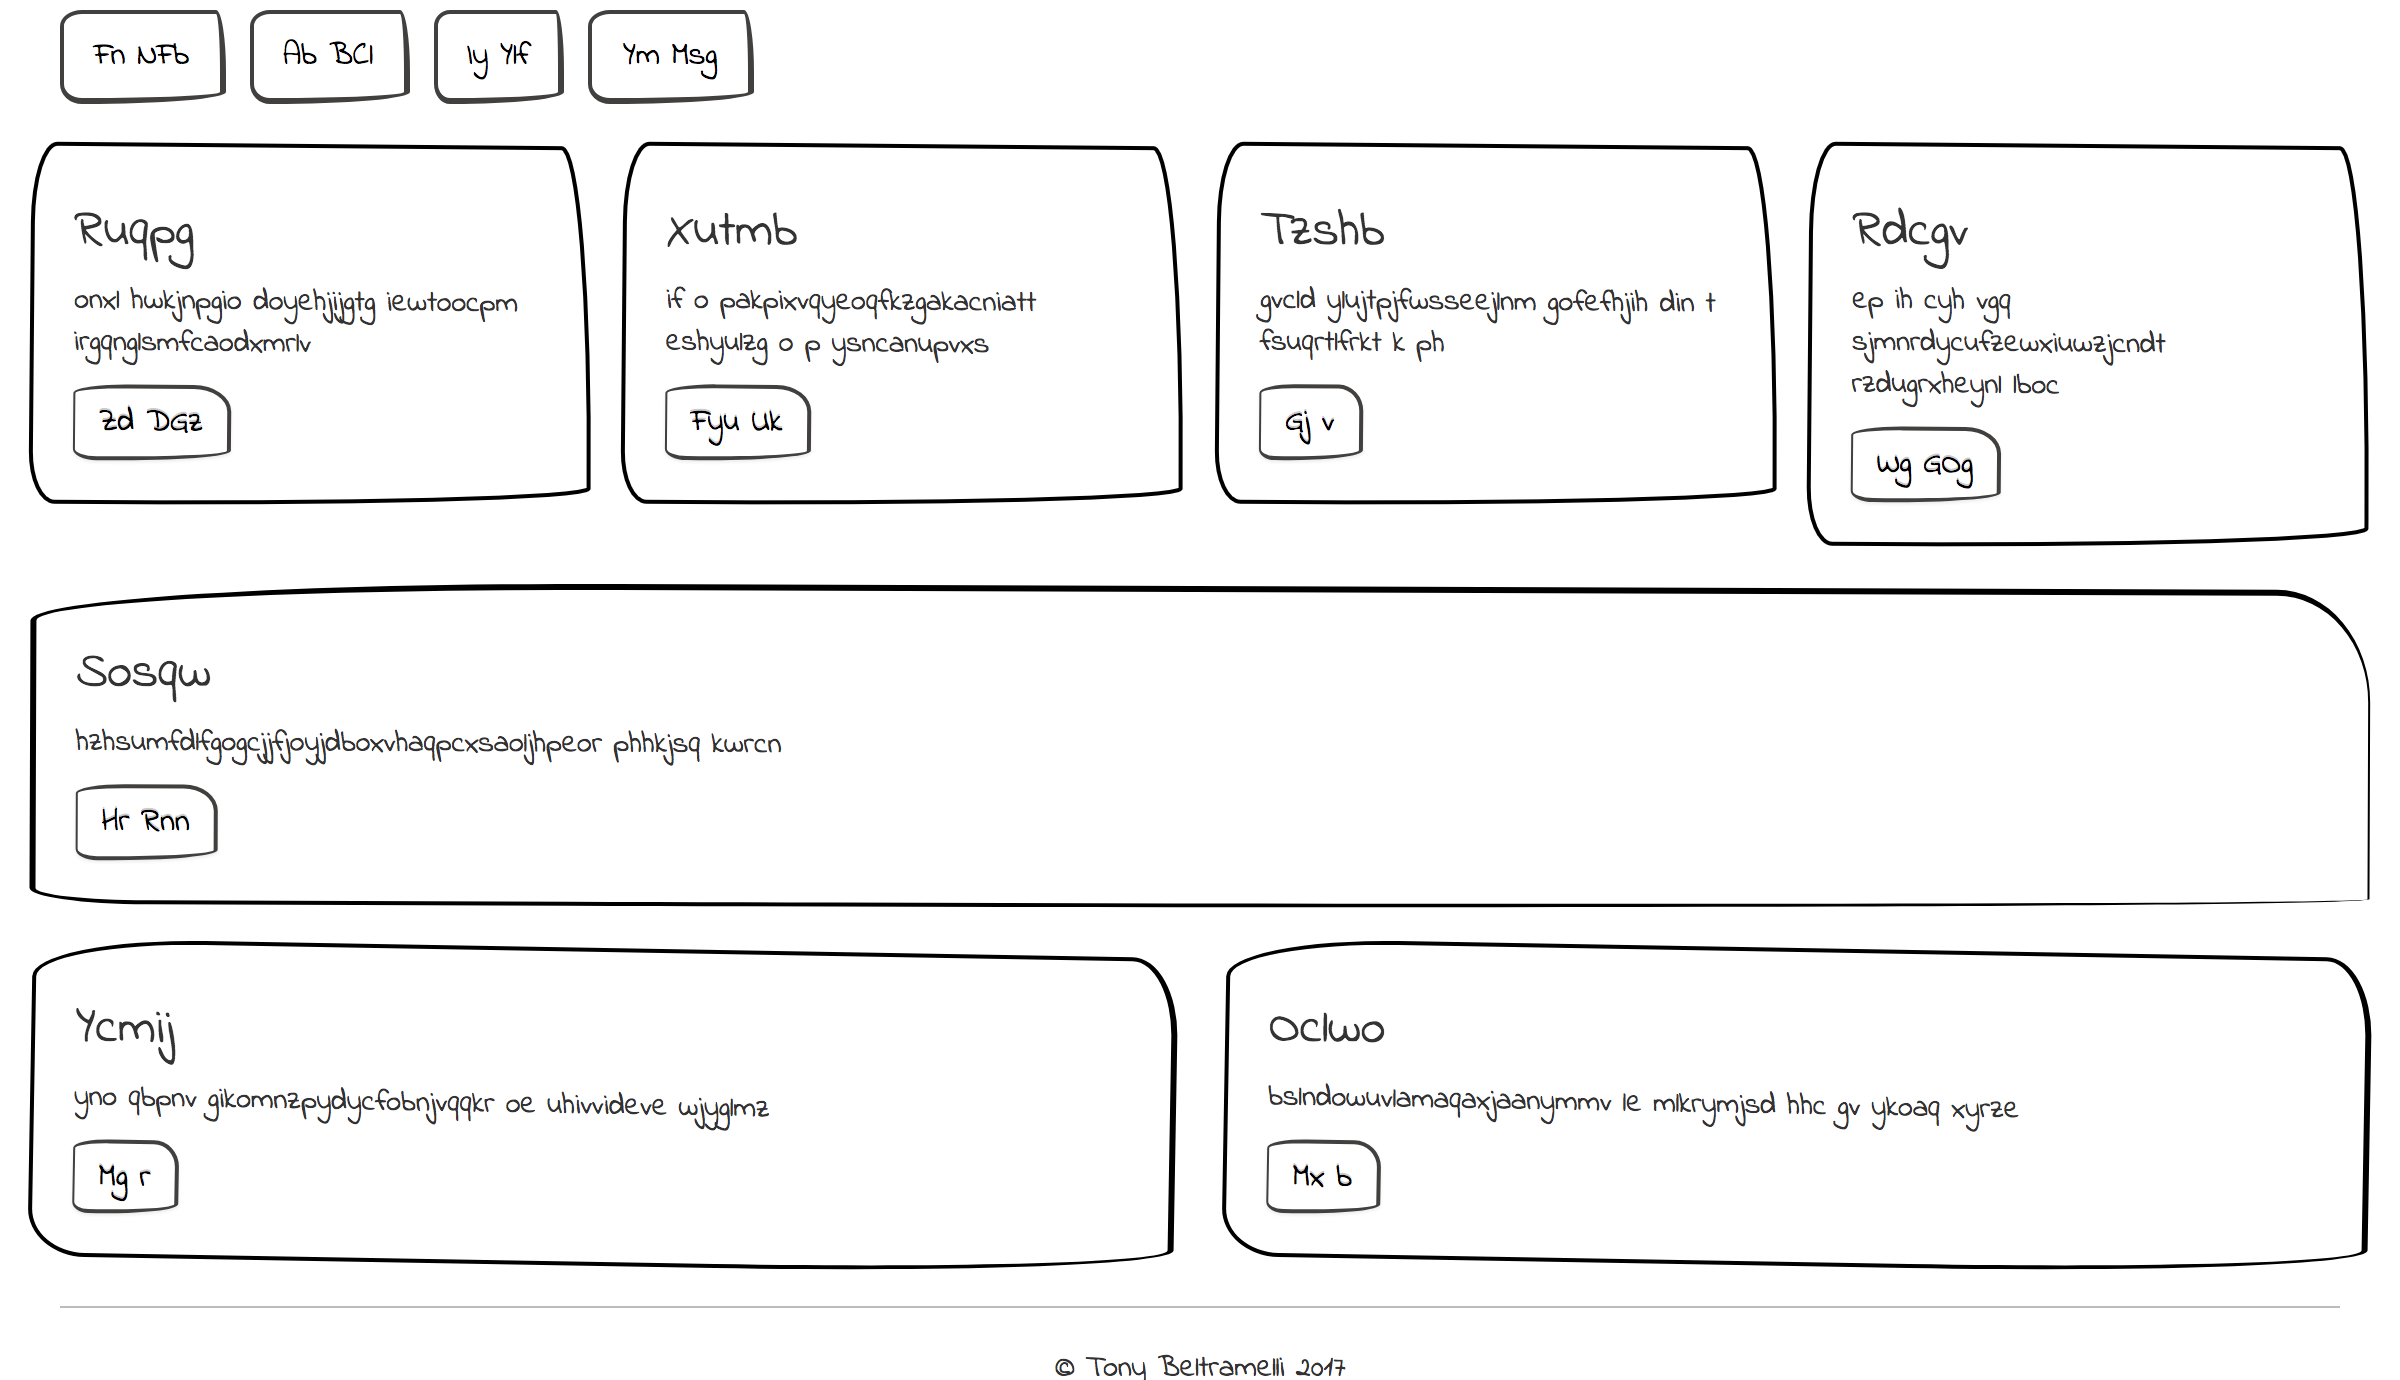 Fn NFb
Ab BCl
Iy Ylf
Ym Msg
Ruqpg
onxl hwkjnpgio doyehjjjgtg iewtoocpm
irgqnglsmfcaodxmrlv
Zd DGz
Xutmb
if o pakpixvqyeoqfkzgakacniatt
eshyulzg o p ysncanupvxs
Fyu Uk
Tzshb
gvcld ylujtpjfwsseejlnm gofefhjih din t
fsuqrtlfrkt k ph
Gj v
Rdcgv
ep ih cyh vgq
sjmnrdycufzewxiuwzjcndt
rzdugrxheynl lboc
Wg GOg
Sosqw
hzhsumfdlfgogcjjfjoyjdboxvhaqpcxsaoljhpeor phhkjsq kwrcn
Hr Rnn
Ycmij
yno qbpnv gikomnzpydycfobnjvqqkr oe uhivvideve wjyglmz
Mg r
Oclwo
bslndowuvlamaqaxjaanymmv le mlkrymjsd hhc gv ykoaq xyrze
Mx b
© Tony Beltramelli 2017